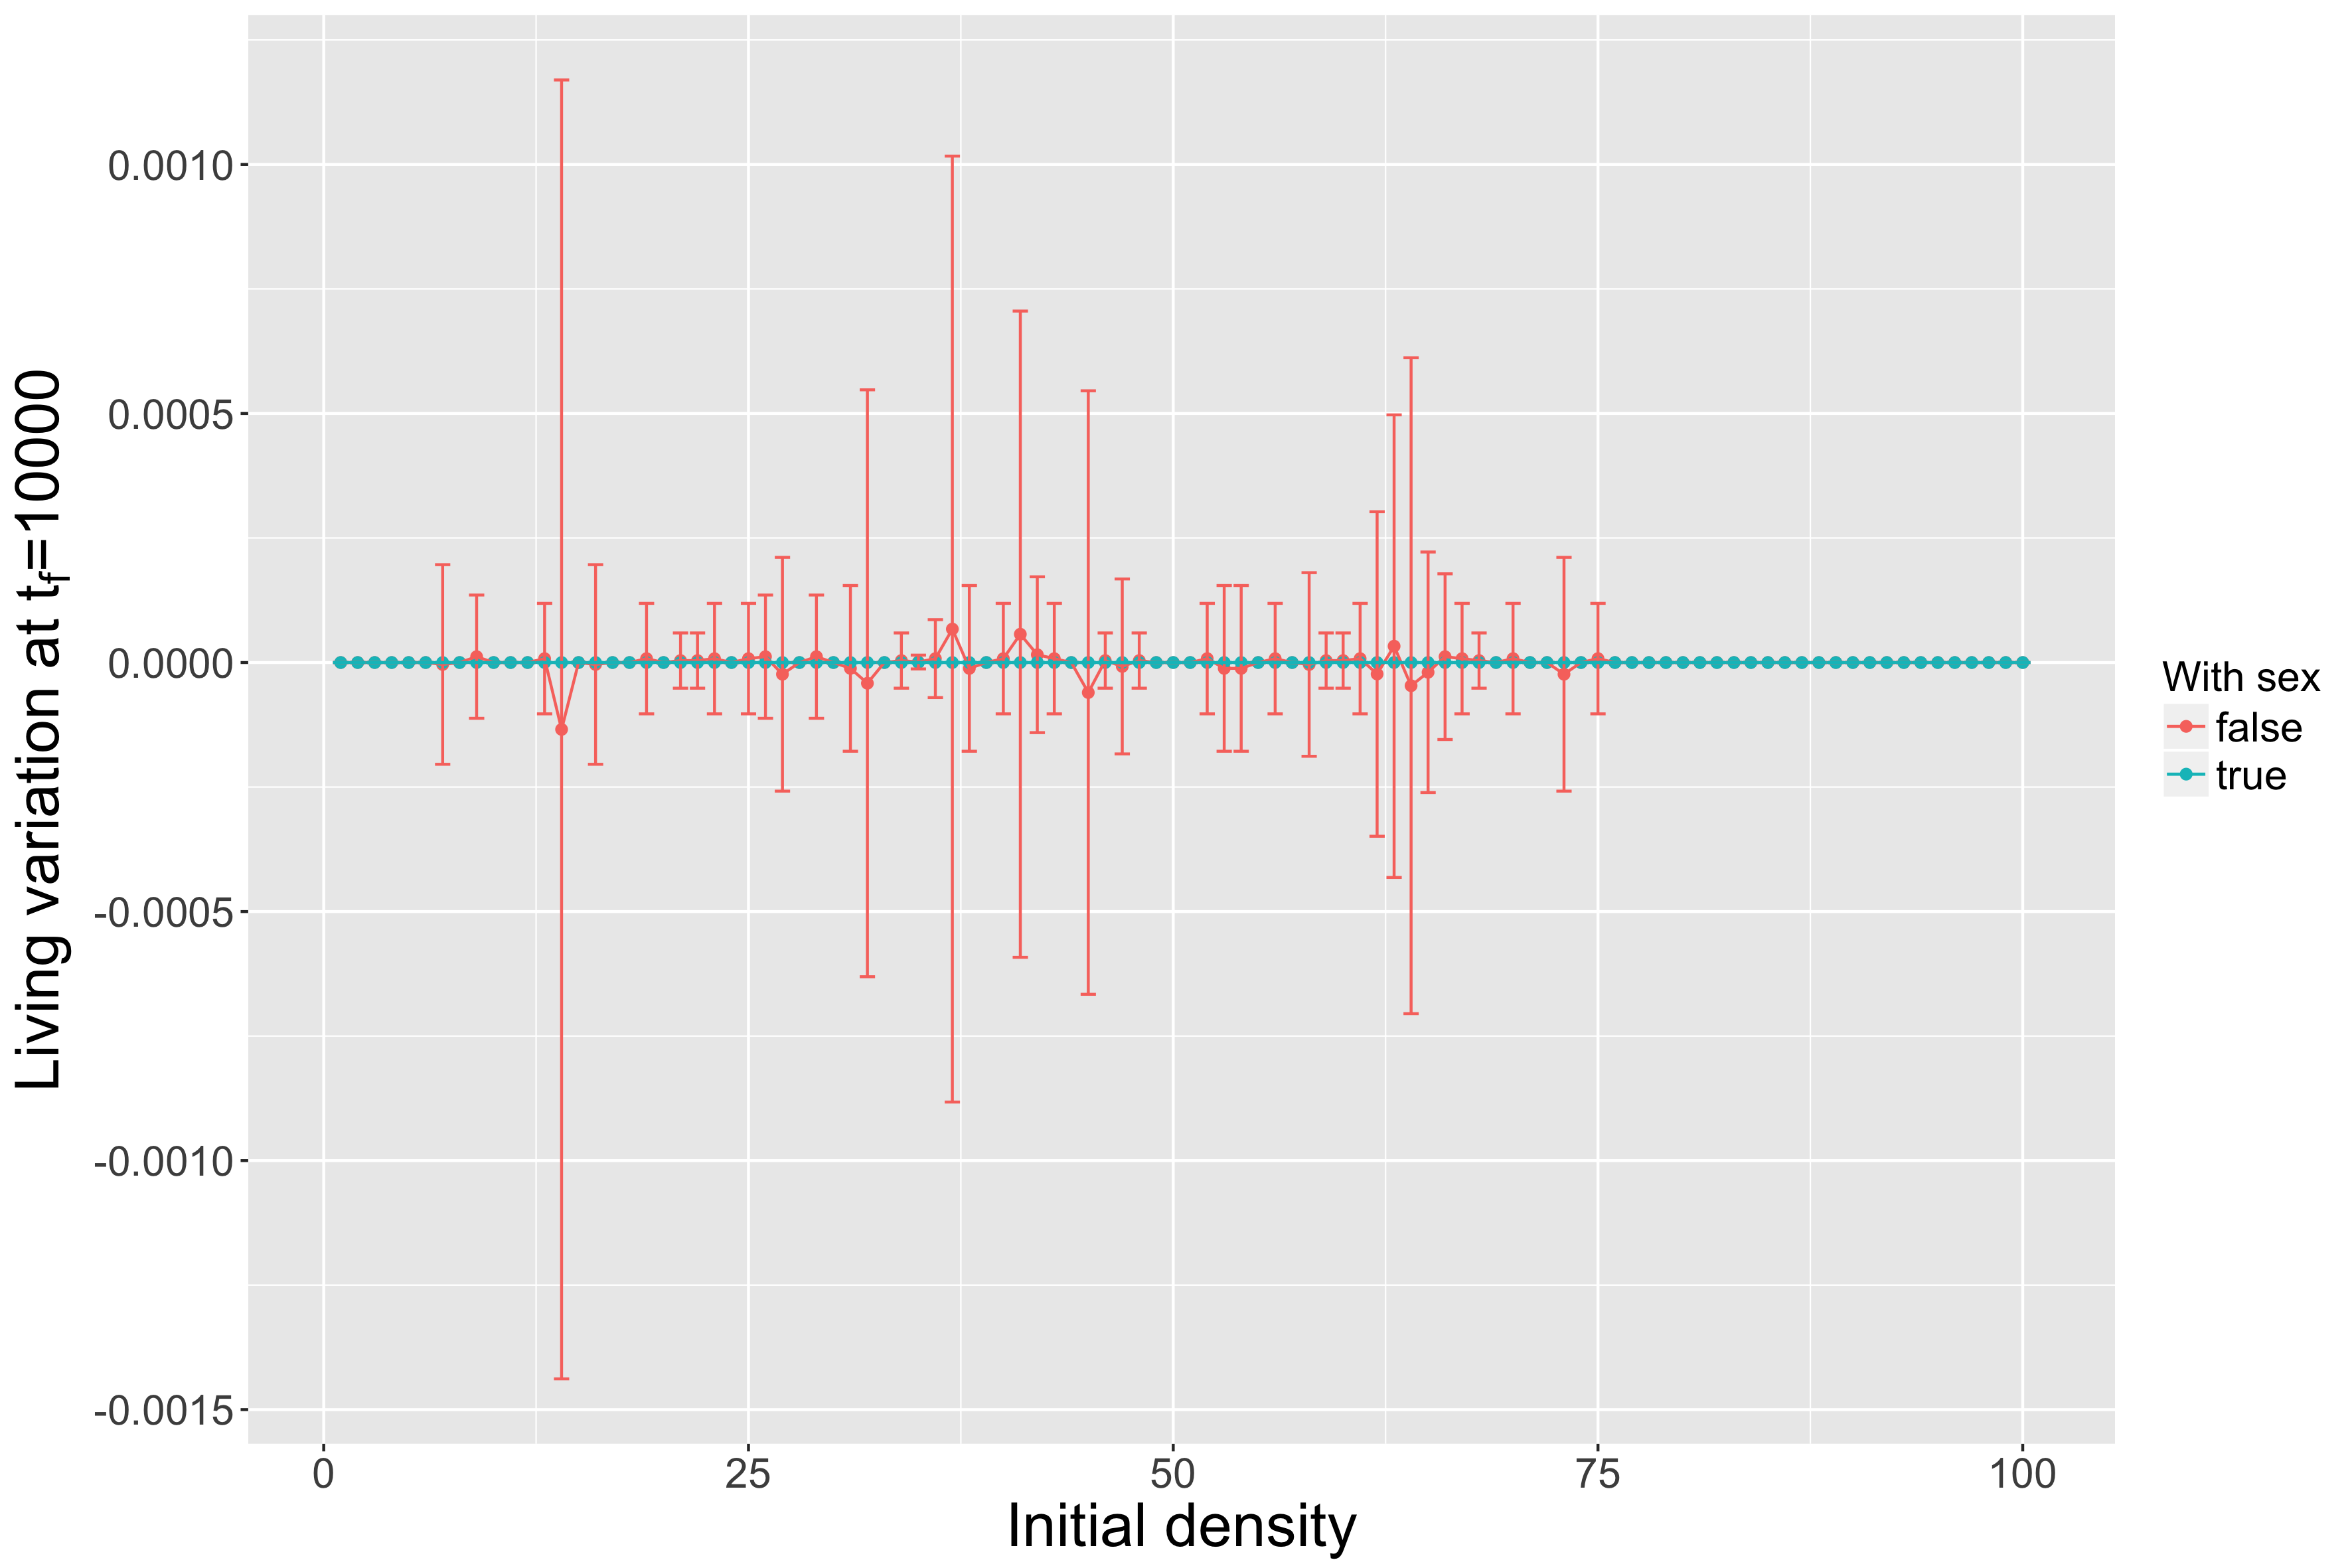 Living variation at tf=10000
0.0010
0.0005
0.0000
-0.0005
-0.0010
-0.0015
0
25
50
75
100
Initial density
With sex
false
true